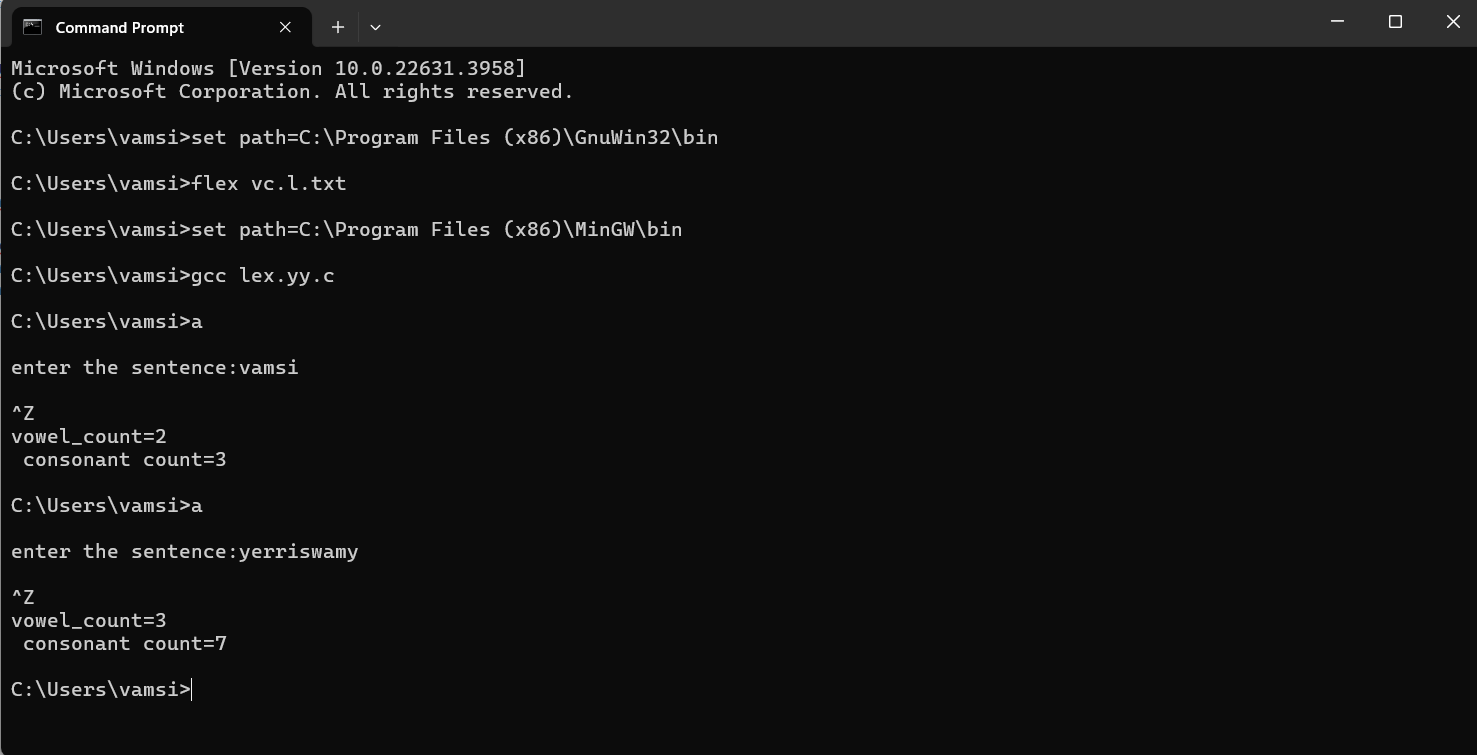 Command Prompt
Microsoft Windows [Version 10.0.22631.3958]
(c) Microsoft Corporation. All rights reserved.
C:\Users\vamsi>set path=C:\Program Files (x86)\GnuWin32\bin
C:\Users\vamsi>flex vc.l.txt
C:\Users\vamsi>set path=C:\Program Files (x86)\MinGW\bin
C:\Users\vamsi>gcc lex.yy.c
C:\Users\vamsi>a
enter the sentence:vamsi
^Z
vowel_count=2
 consonant count=3
C:\Users\vamsi>a
enter the sentence:yerriswamy
^Z
vowel_count=3
 consonant count=7
C:\Users\vamsi>